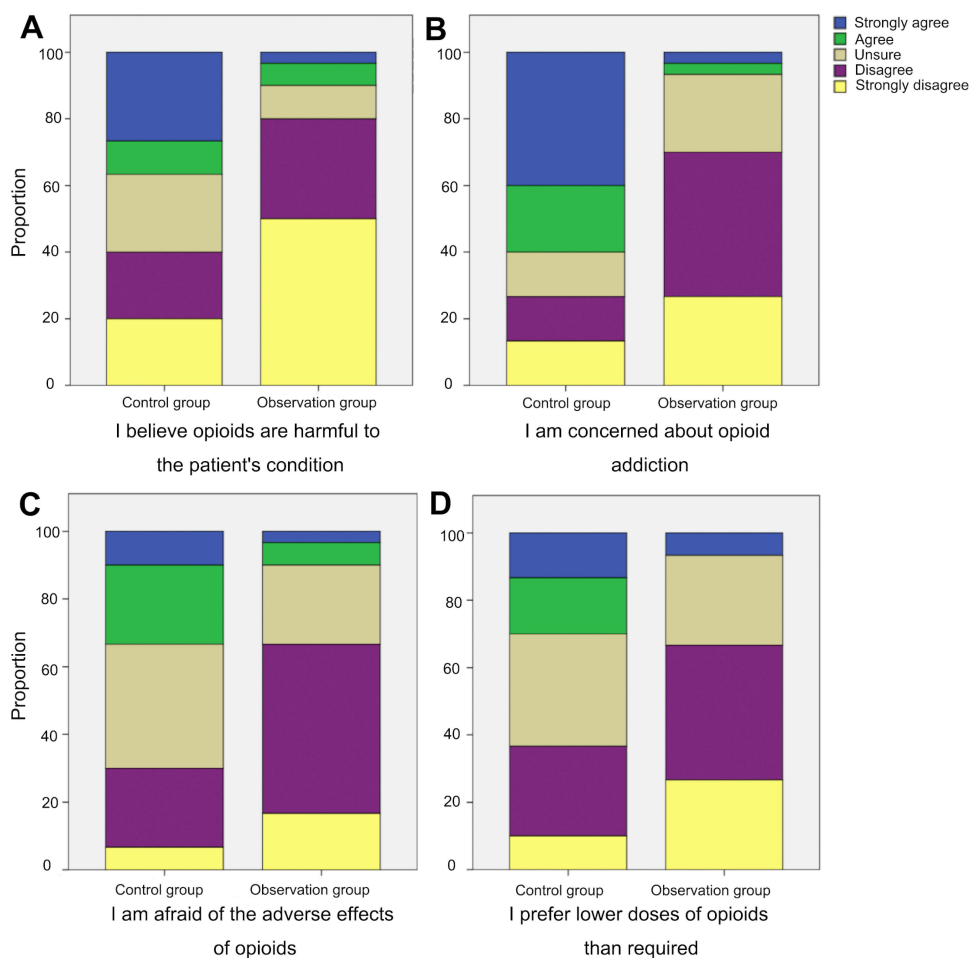 A
B
Strongly agree
Agree
Unsure
Disagree
Strongly disagree
Proportion
100
80
60
40
20
0
Control group
Observation group
I believe opioids are harmful to
the patient's condition
100
80
60
40
20
0
Control group
Observation group
I am concerned about opioid
addiction
C
D
Proportion
100
80
60
40
20
0
Control group
Observation group
I am afraid of the adverse effects
of opioids
100
80
60
40
20
0
Control group
Observation group
I prefer lower doses of opioids
than required